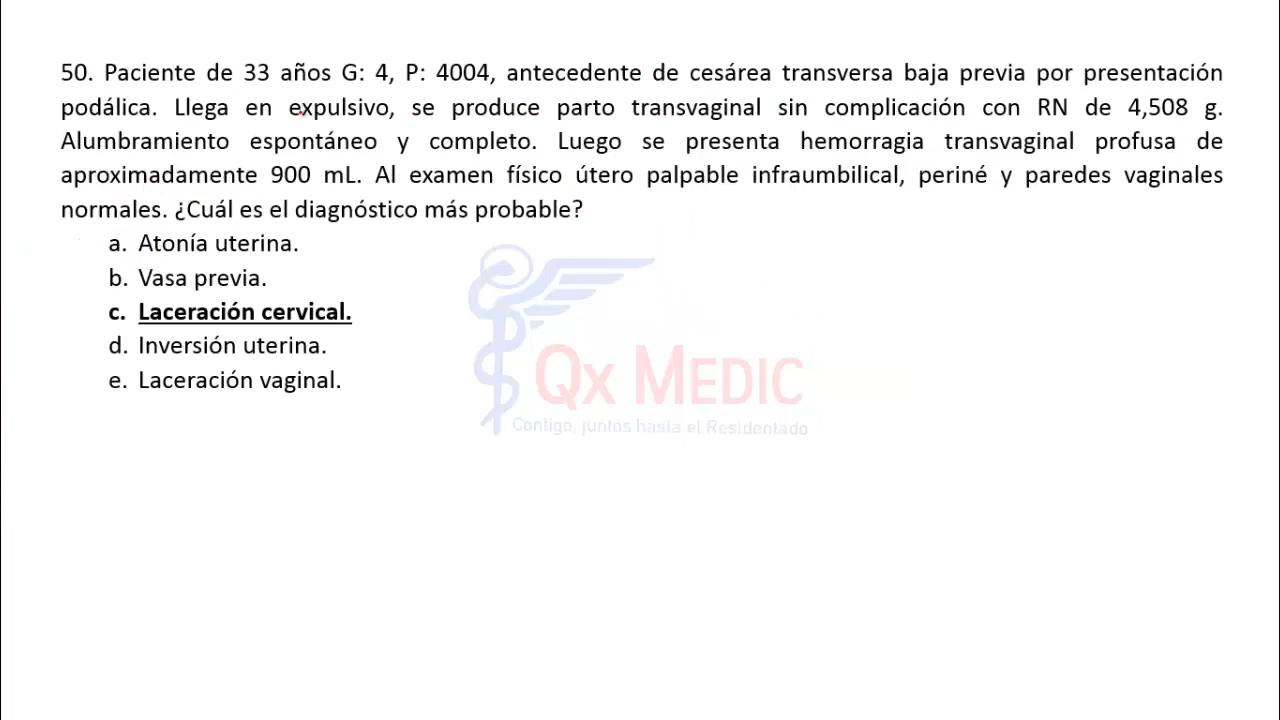 50. Paciente de 33 años G: 4, P: 4004, antecedente de cesárea transversa baja previa por presentación
podálica. Llega en expulsivo, se produce parto transvaginal sin complicación con RN de 4,508 g.
Alumbramiento espontáneo y completo. Luego se presenta hemorragia transvaginal profusa de
aproximadamente 900 mL. Al examen físico útero palpable infraumbilical, periné y paredes vaginales
normales. ¿Cuál es el diagnóstico más probable?
a. Atonía uterina.
b. Vasa previa.
c. Laceración cervical.
d. Inversión uterina.
e. Laceración vaginal.
Qx MEDIC
Contigo, juntos hasta el Residentado